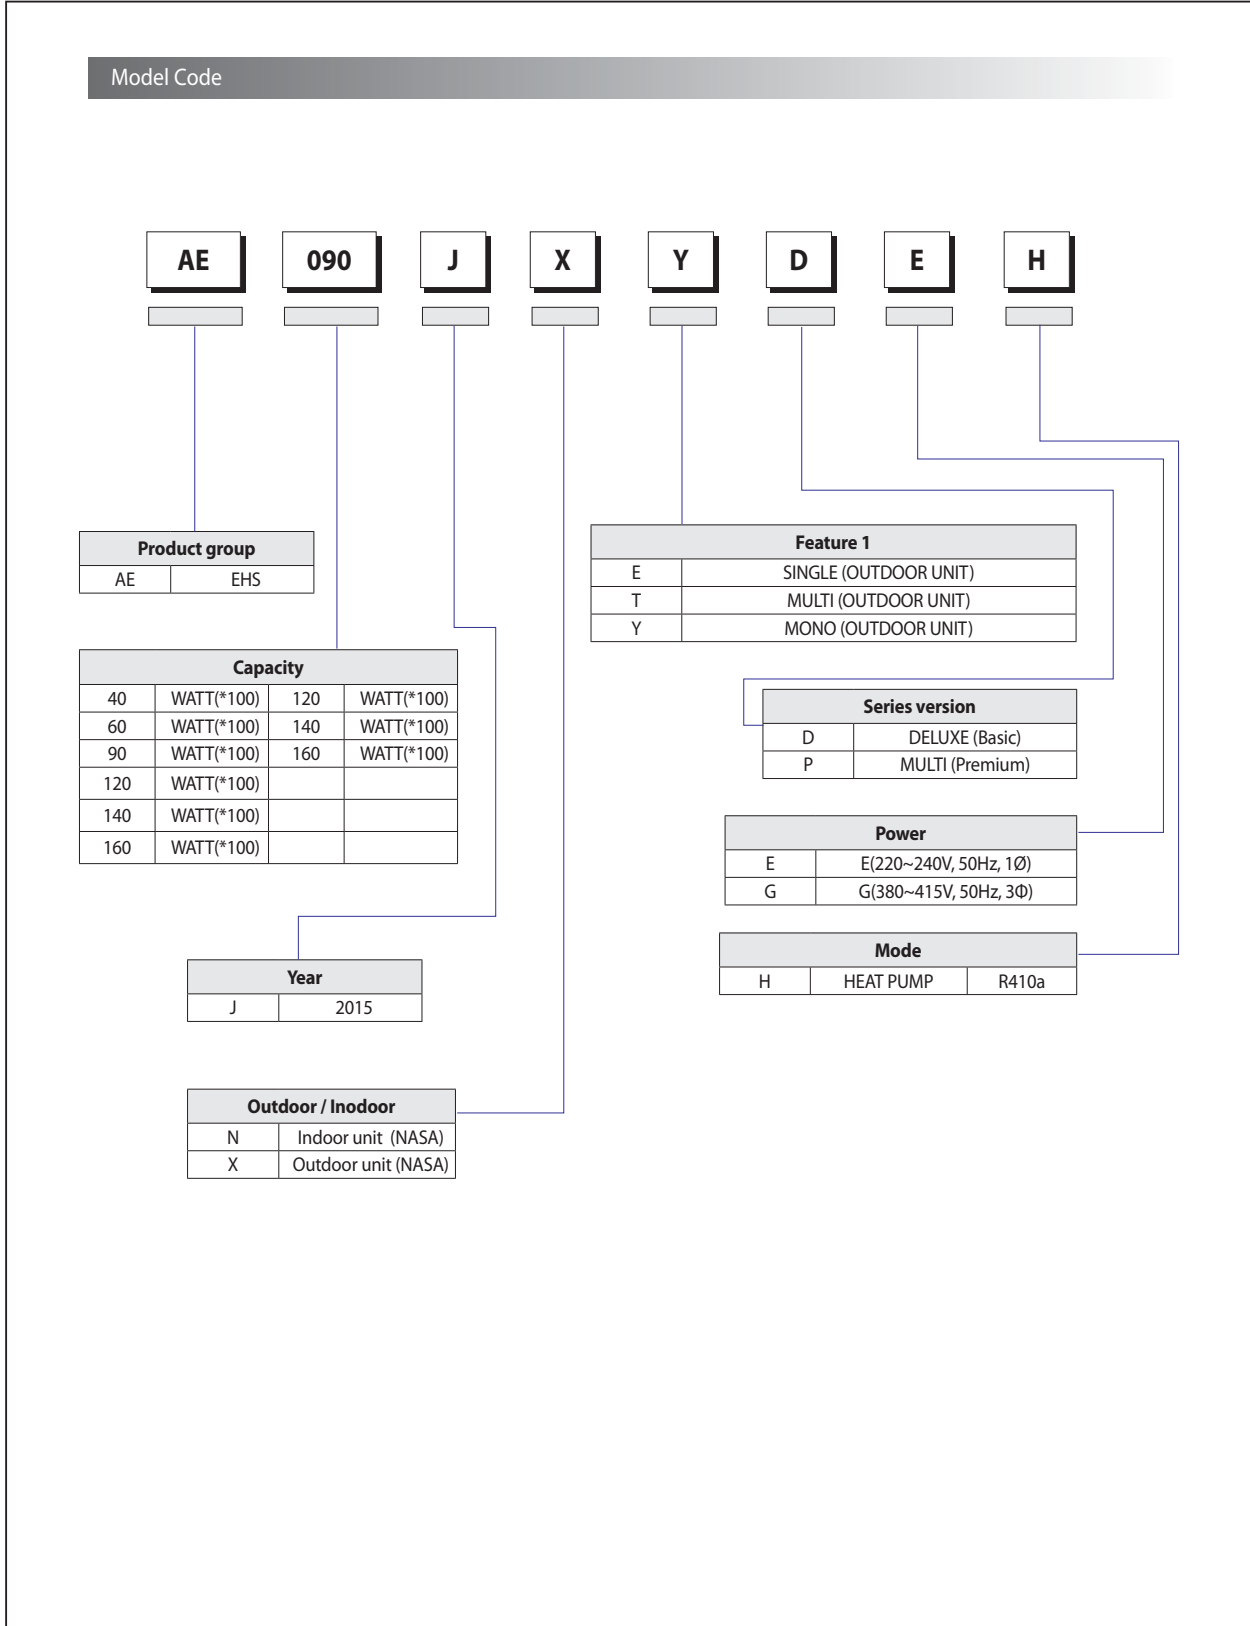 Model Code
AE 090 J X Y D E H
Product group
AE EHS
Feature 1
E SINGLE (OUTDOOR UNIT)
T MULTI (OUTDOOR UNIT)
Y MONO (OUTDOOR UNIT)
Capacity
40 WATT(*100) 120 WATT(*100)
60 WATT(*100) 140 WATT(*100)
90 WATT(*100) 160 WATT(*100)
120 WATT(*100)
140 WATT(*100)
160 WATT(*100)
Series version
D DELUXE (Basic)
P MULTI (Premium)
Power
E E(220~240V, 50Hz, 1Ø)
G G(380~415V, 50Hz, 3Φ)
Mode
H HEAT PUMP R410a
Year
J 2015
Outdoor / Inodoor
N Indoor unit (NASA)
X Outdoor unit (NASA)